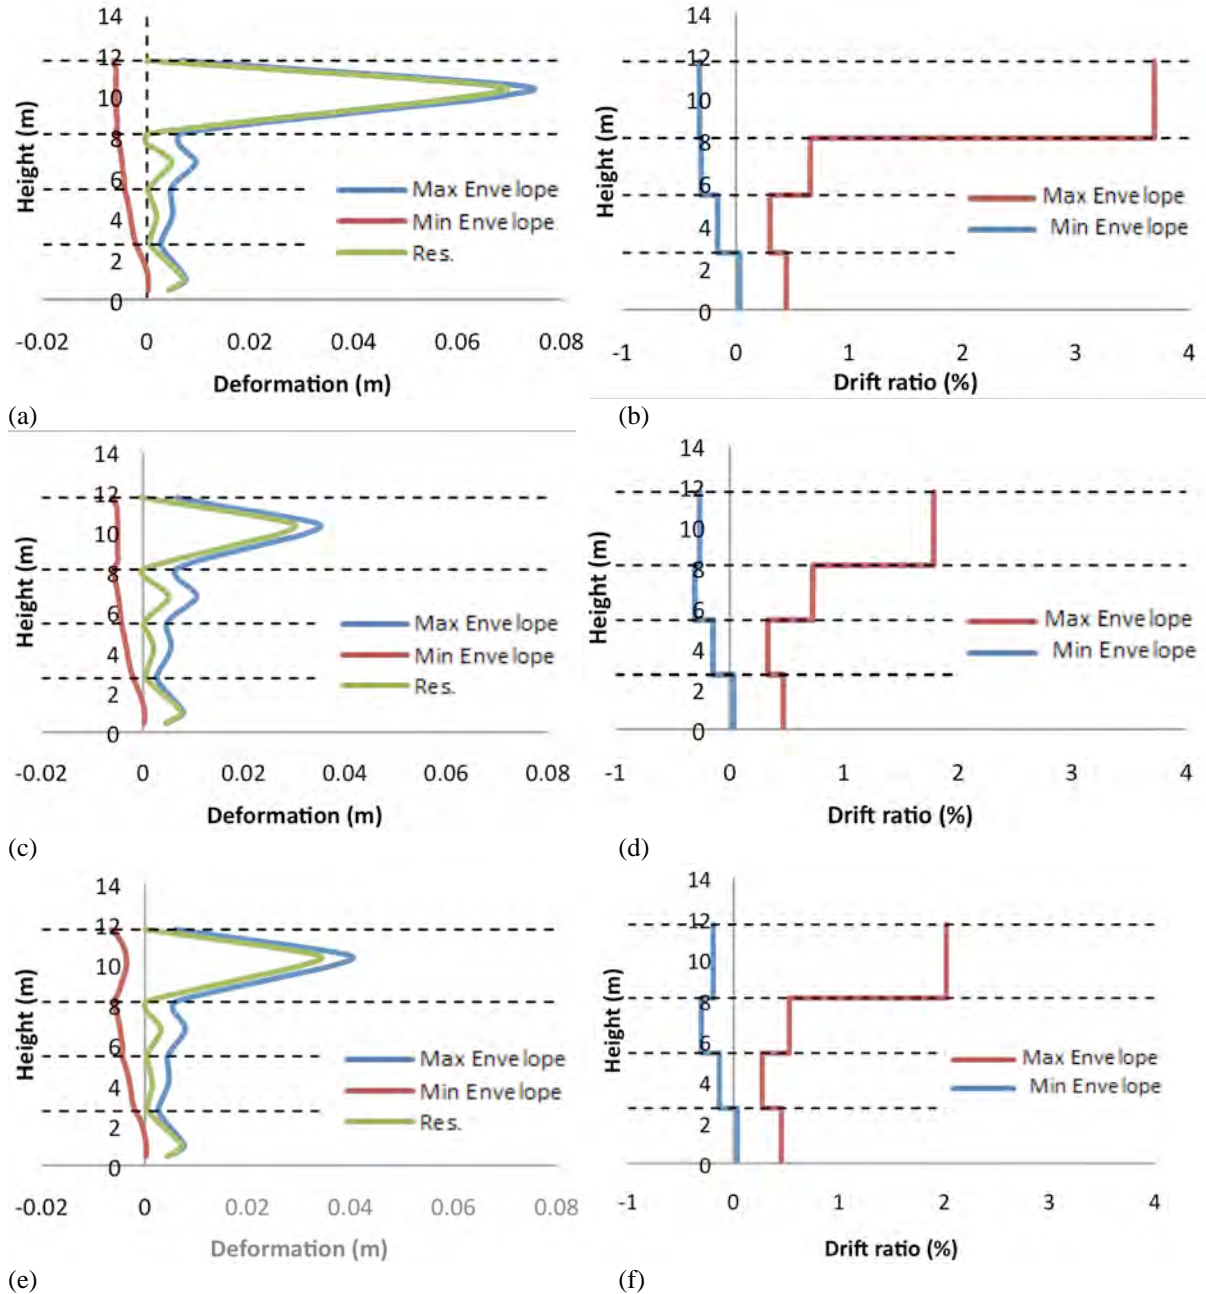 14
12
10
8
6
4
2
0
Height (m)
Max Envelope
Min Envelope
Res.
-0.02 0 0.02 0.04 0.06 0.08
Deformation (m)
(a)
14
12
10
8
6
4
2
0
Height (m)
Max Envelope
Min Envelope
-1 0 1 2 3 4
Drift ratio (%)
(b)
14
12
10
8
6
4
2
0
Height (m)
Max Envelope
Min Envelope
Res.
-0.02 0 0.02 0.04 0.06 0.08
Deformation (m)
(c)
14
12
10
8
6
4
2
0
Height (m)
Max Envelope
Min Envelope
-1 0 1 2 3 4
Drift ratio (%)
(d)
14
12
10
8
6
4
2
0
Height (m)
Max Envelope
Min Envelope
Res.
-0.02 0 0.02 0.04 0.06 0.08
Deformation (m)
(e)
14
12
10
8
6
4
2
0
Height (m)
Max Envelope
Min Envelope
-1 0 1 2 3 4
Drift ratio (%)
(f)